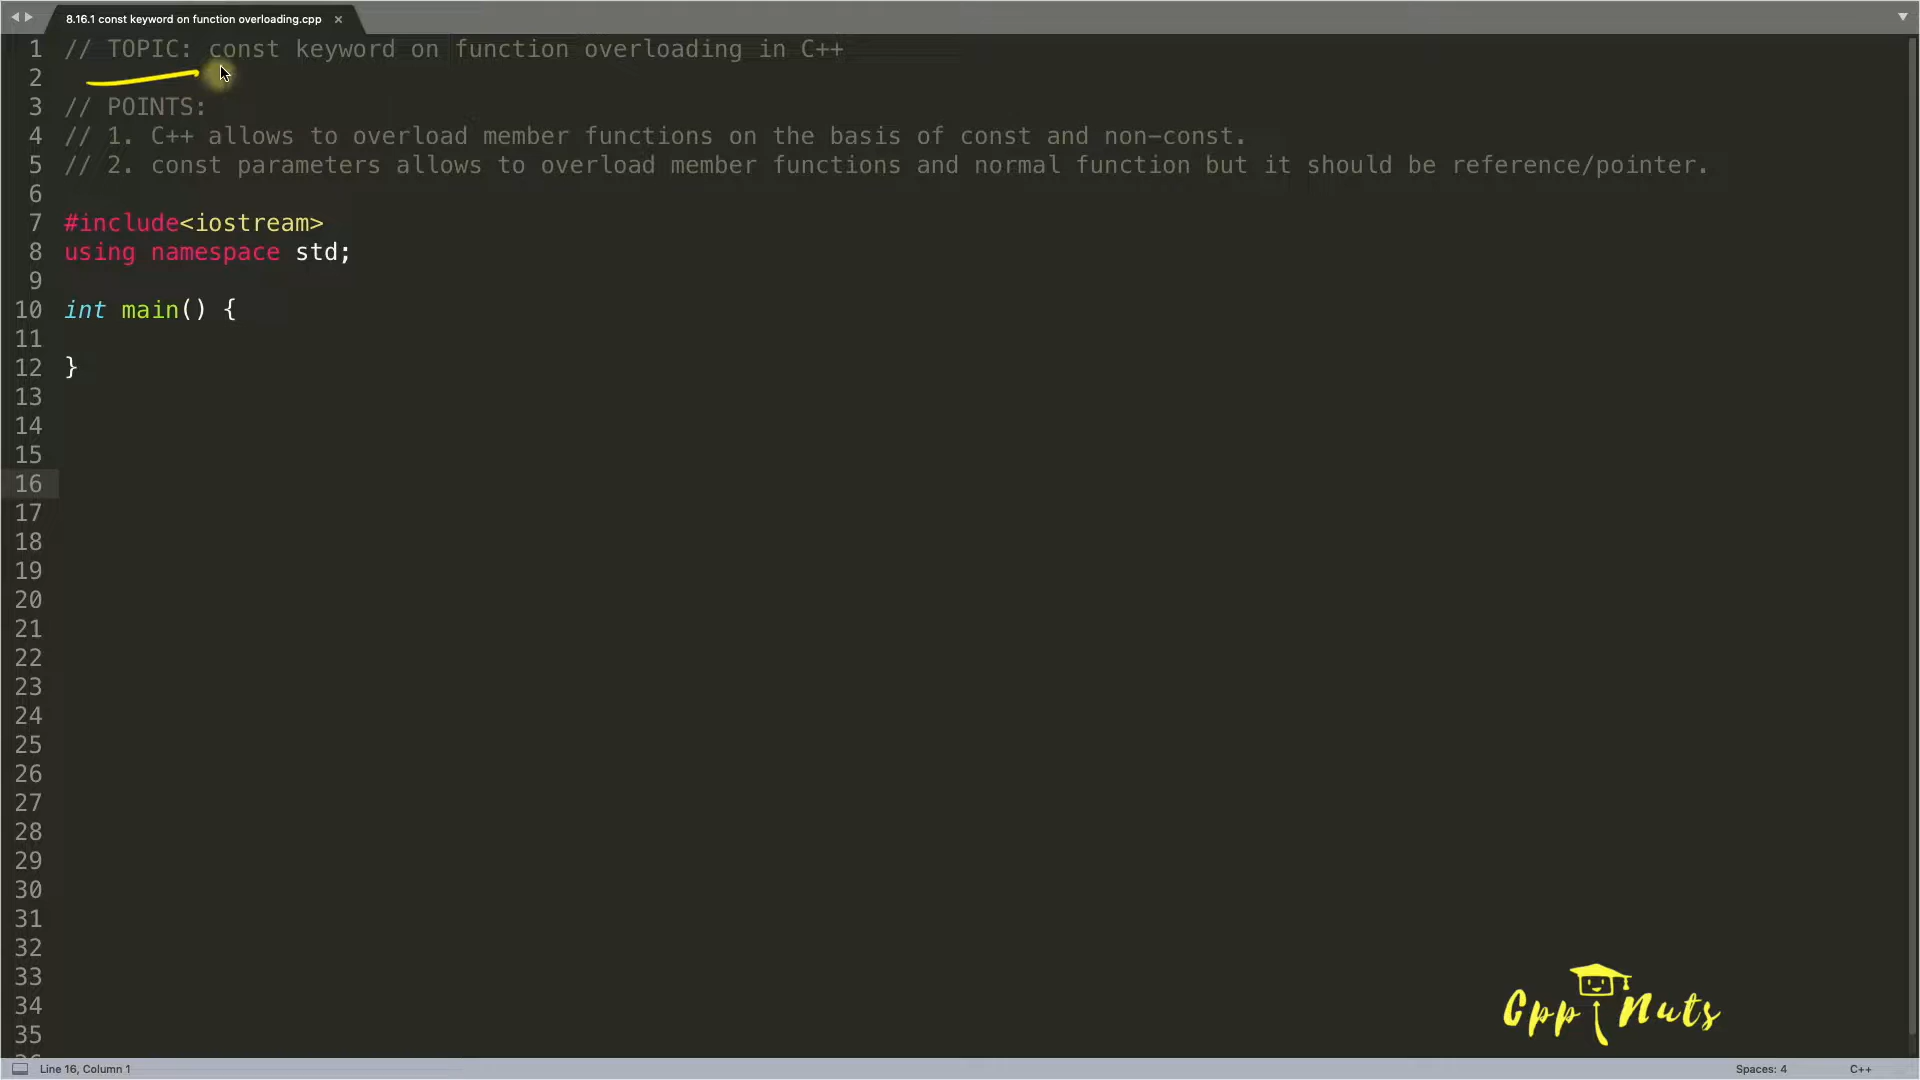 8.16.1 const keyword on function overloading.cpp ×
1 // TOPIC: const keyword on function overloading in C++
2
3 // POINTS:
4 // 1. C++ allows to overload member functions on the basis of const and non-const.
5 // 2. const parameters allows to overload member functions and normal function but it should be reference/pointer.
6
7 #include<iostream>
8 using namespace std;
9
10 int main() {
11
12 }
13
14
15
16
17
18
19
20
21
22
23
24
25
26
27
28
29
30
31
32
33
34
35
Cpp Nuts
Line 16, Column 1 Spaces: 4 C++